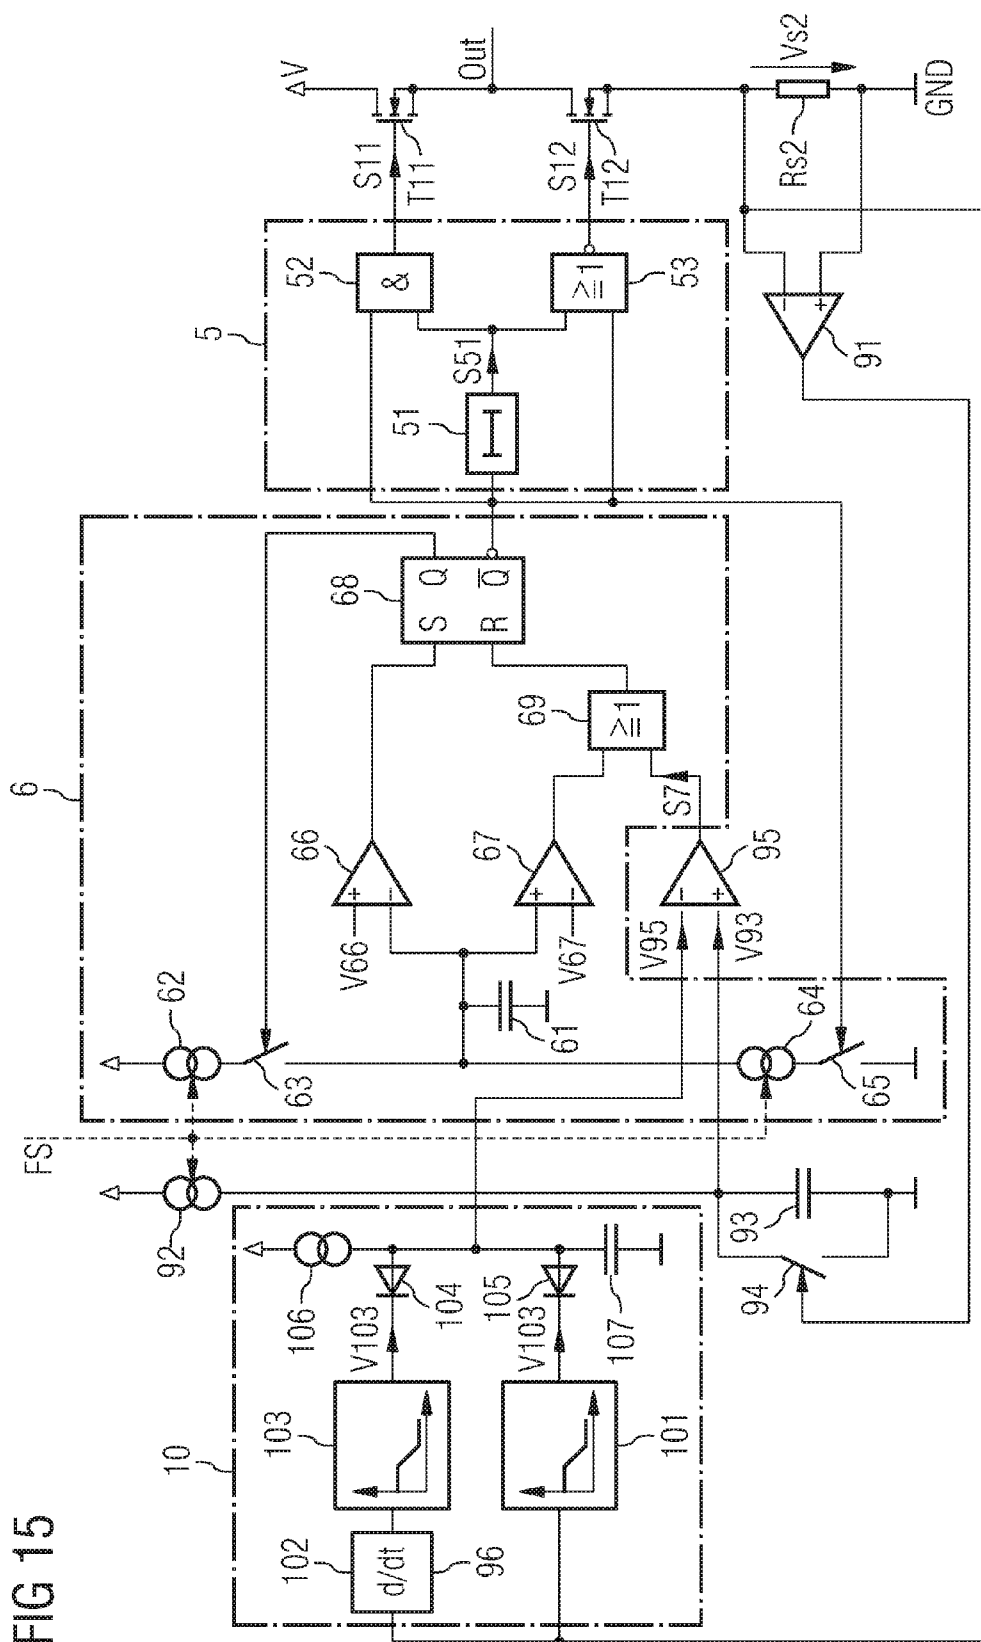 FIG 15
10
102
d/dt
96
103
V103
104
106
101
V103
105
107
92
FS
93
94
6
62
63
61
64
65
V66
+
−
66
V67
+
−
67
V95
V93
−
+
95
S7
69
≥1
68
S
Q
R
Q̅
5
51
S51
52
&
53
≥1
S11
T11
S12
T12
V
Out
Rs2
Vs2
GND
−
+
91